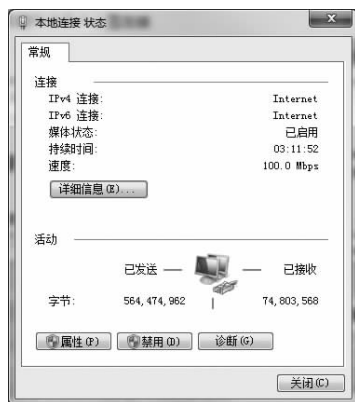 本地连接 状态
常规
连接
IPv4 连接: Internet
IPv6 连接: Internet
媒体状态: 已启用
持续时间: 03:11:52
速度: 100.0 Mbps
详细信息(E)...
活动
已发送 — — 已接收
字节: 564,474,962 | 74,803,568
属性(P) 禁用(D) 诊断(G)
关闭(C)